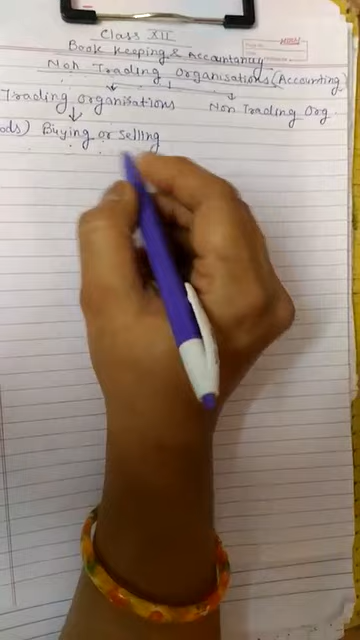 Class XII
Book Keeping & Accountancy
Non Trading Organisations (Accounting)
Trading organisations Non Trading Org.
ods) Buying or selling